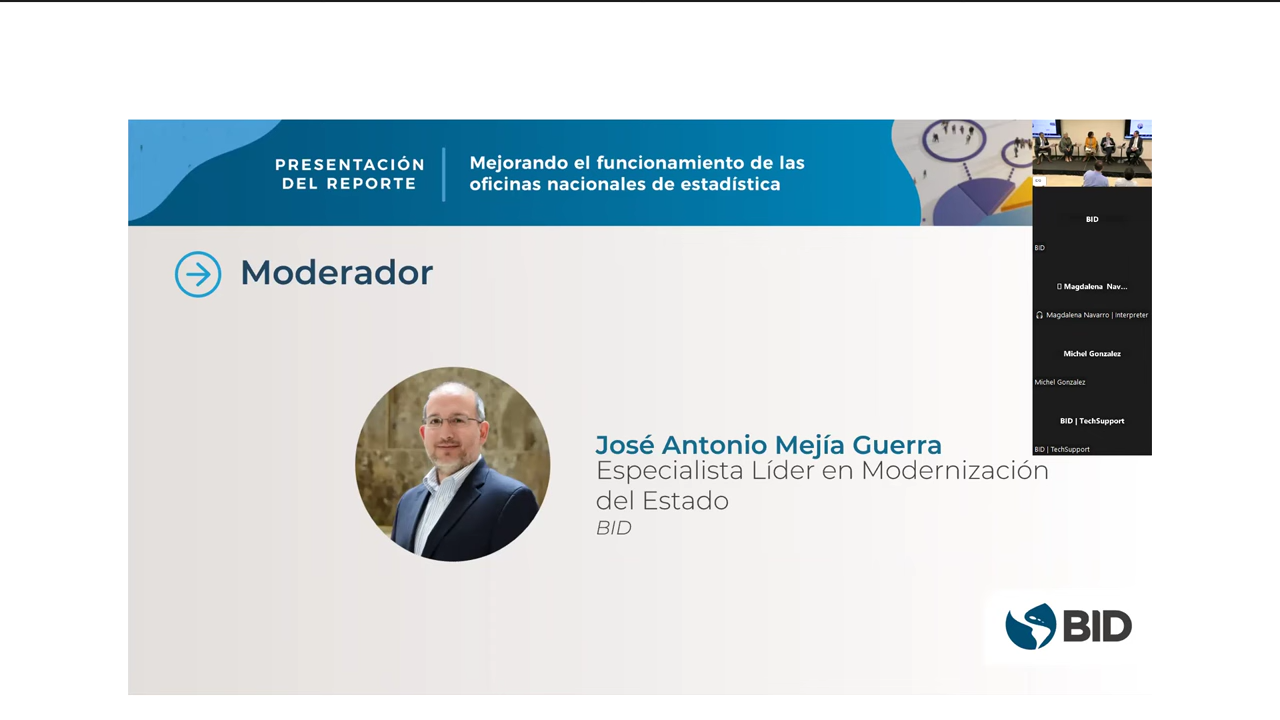 PRESENTACIÓN
DEL REPORTE
Mejorando el funcionamiento de las
oficinas nacionales de estadística
Moderador
José Antonio Mejía Guerra
Especialista Líder en Modernización
del Estado
BID
BID
BID
BID
Magdalena Nav...
Magdalena Navarro | Interpreter
Michel Gonzalez
Michel Gonzalez
BID | TechSupport
BID | TechSupport